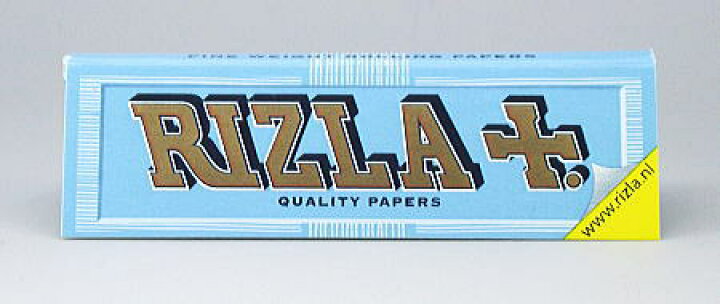 FINE WEIGHT ROLLING PAPERS
RIZLA +.
QUALITY PAPERS
www.rizla.nl